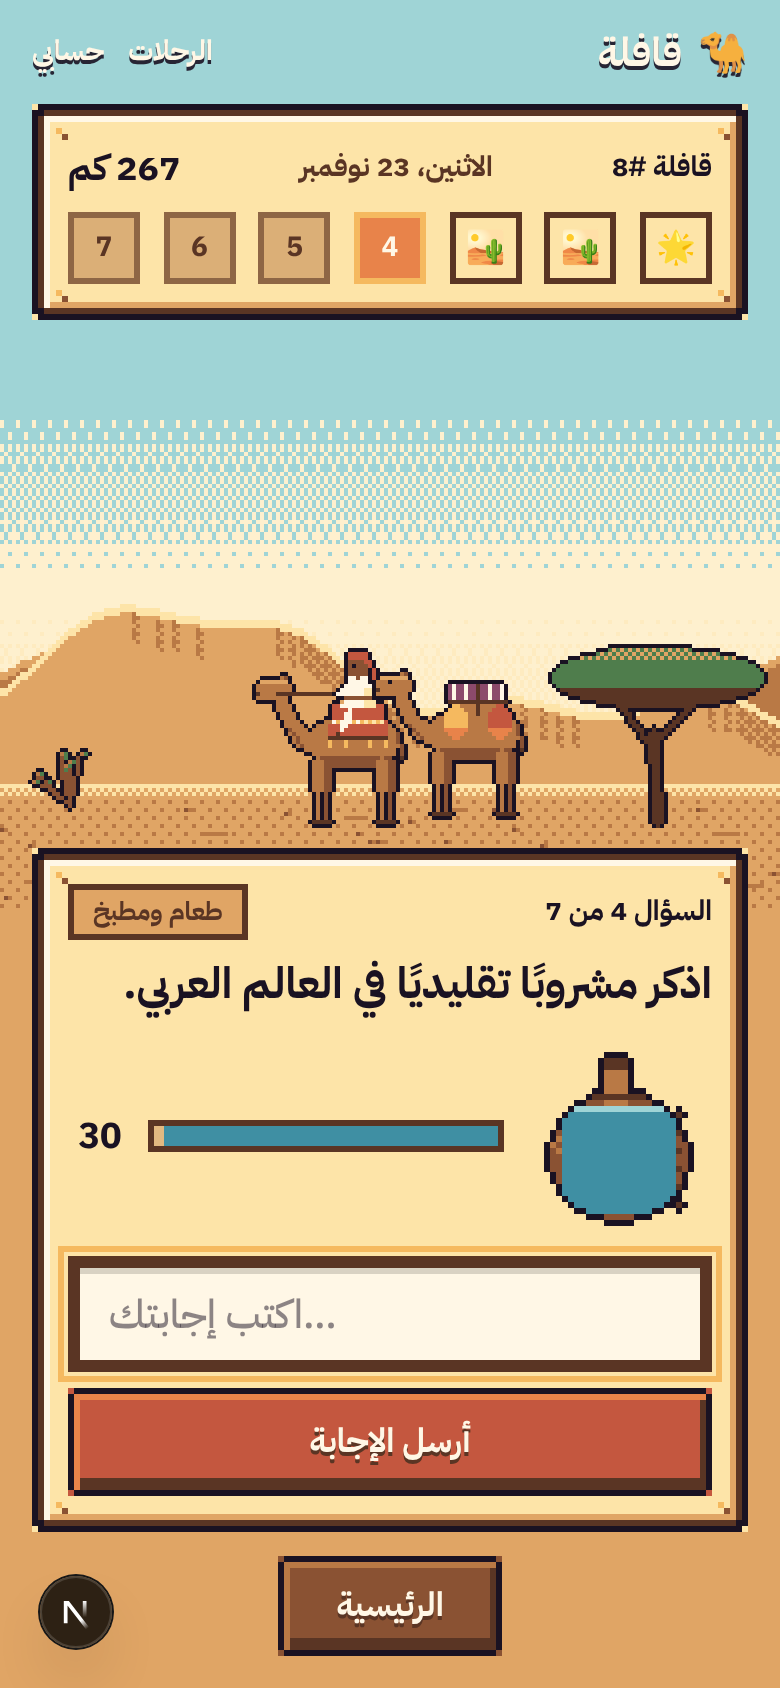 قافلة
الرحلات
حسابي
قافلة #8
الاثنين، 23 نوفمبر
267 كم
4
5
6
7
السؤال 4 من 7
طعام ومطبخ
اذكر مشروبًا تقليديًا في العالم العربي.
30
اكتب إجابتك...
أرسل الإجابة
الرئيسية
N